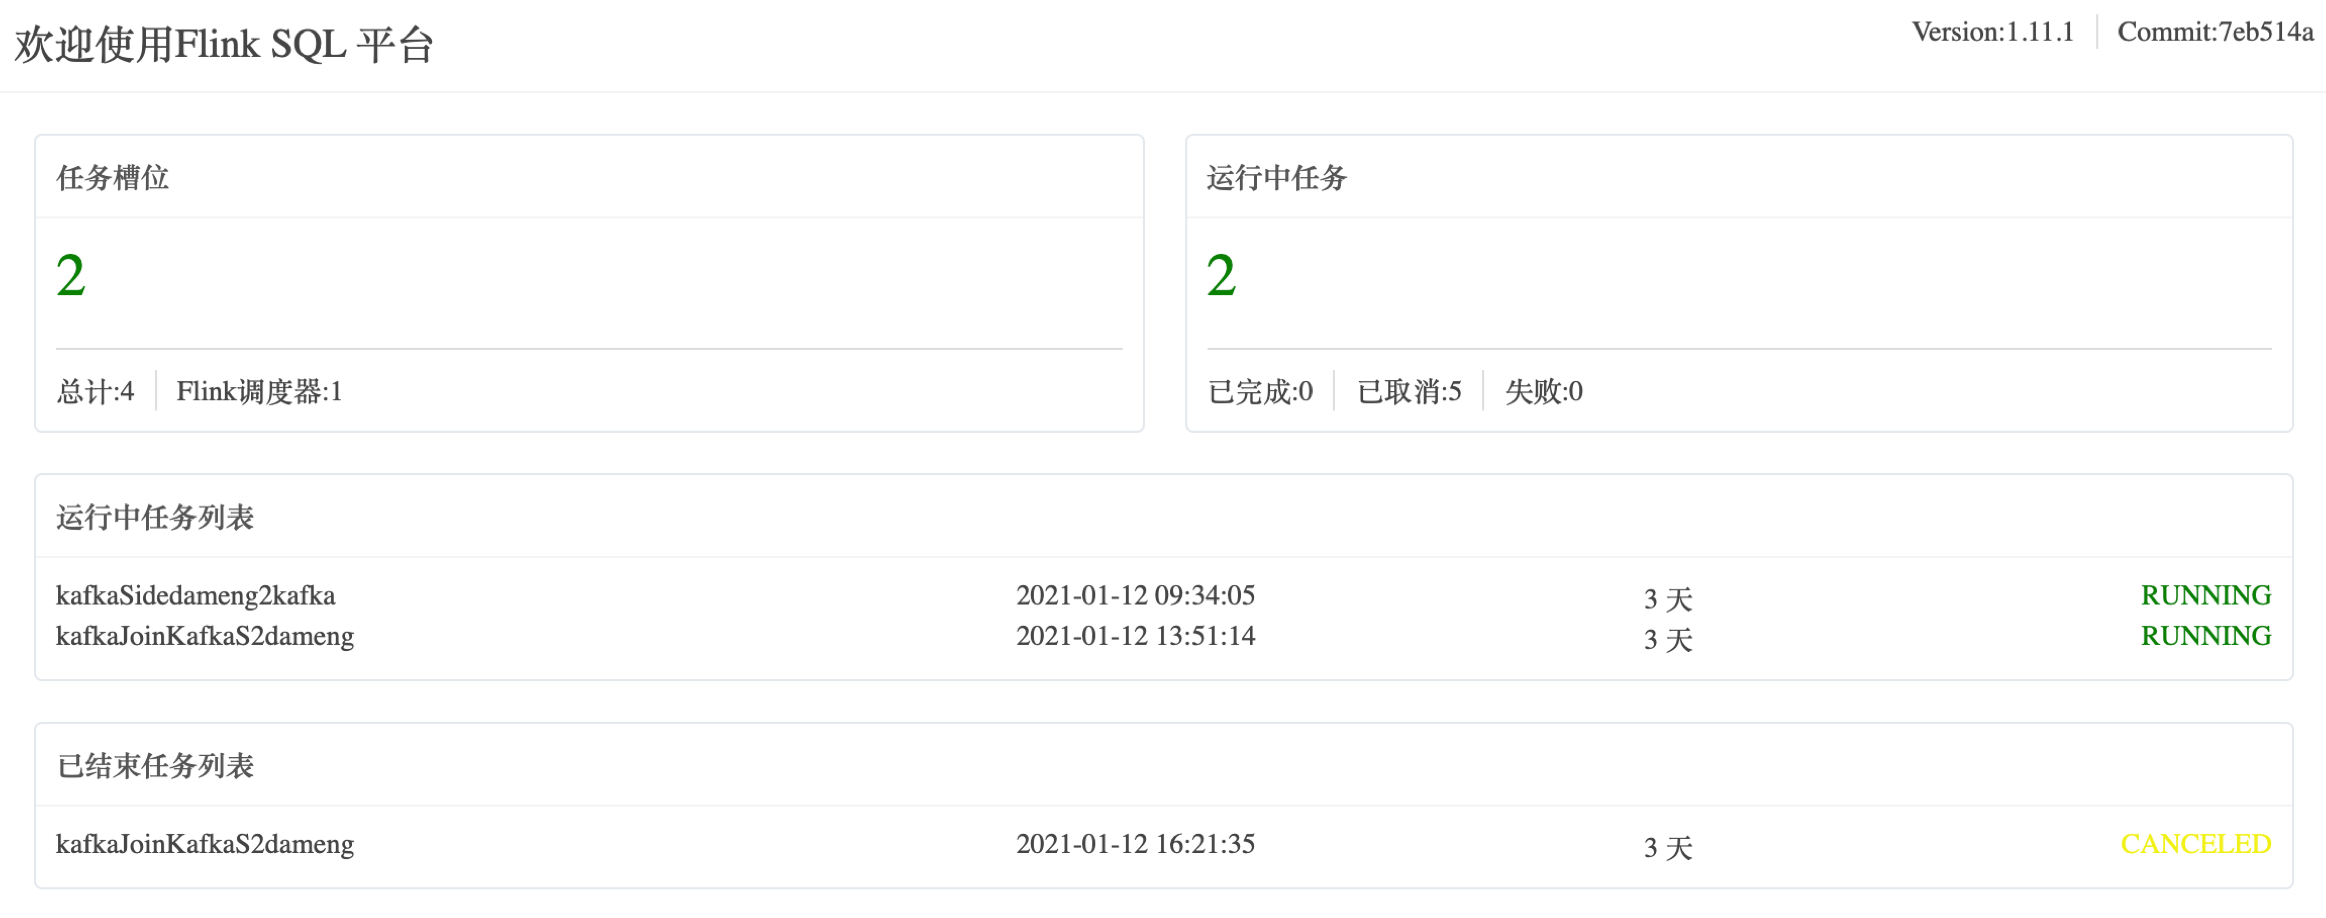 欢迎使用Flink SQL 平台
Version:1.11.1
Commit:7eb514a
任务槽位
2
总计:4
Flink调度器:1
运行中任务
2
已完成:0
已取消:5
失败:0
运行中任务列表
kafkaSidedameng2kafka 2021-01-12 09:34:05 3 天 RUNNING
kafkaJoinKafkaS2dameng 2021-01-12 13:51:14 3 天 RUNNING
已结束任务列表
kafkaJoinKafkaS2dameng 2021-01-12 16:21:35 3 天 CANCELED